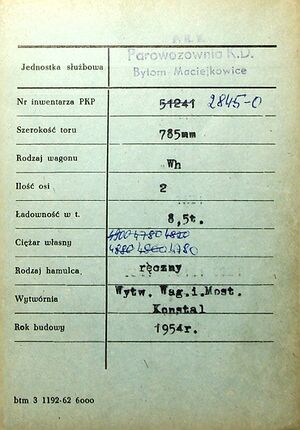 P.K.P.
Parowozownia K.D.
Jednostka służbowa Bytom-Maciejkowice
Nr inwentarza PKP 51241 2845-0
Szerokość toru 785mm
Rodzaj wagonu Wh
Ilość osi 2
Ładowność w t. 8,5t.
4780
Ciężar własny 4780
Rodzaj hamulca ręczny
Wytw. Wag.i.Most.
Wytwórnia Konstal
Rok budowy 1954r.
btm 3 1192-62 6000